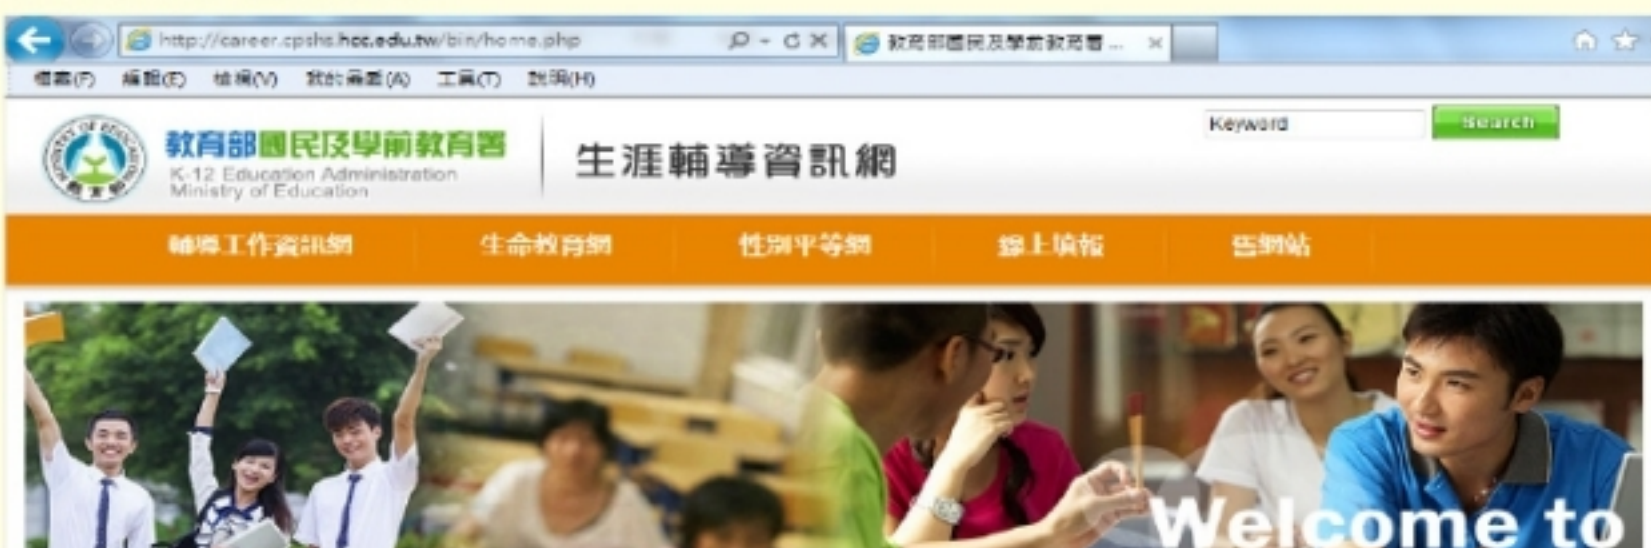 http://career.cpshs.hcc.edu.tw/bin/home.php
教育部國民及學前教育署...
檔案(F) 編輯(E) 檢視(V) 我的最愛(A) 工具(T) 說明(H)
Keyword Search
教育部國民及學前教育署
K-12 Education Administration
Ministry of Education
生涯輔導資訊網
輔導工作資訊網 生命教育網 性別平等網 線上填報 舊網站
Welcome to